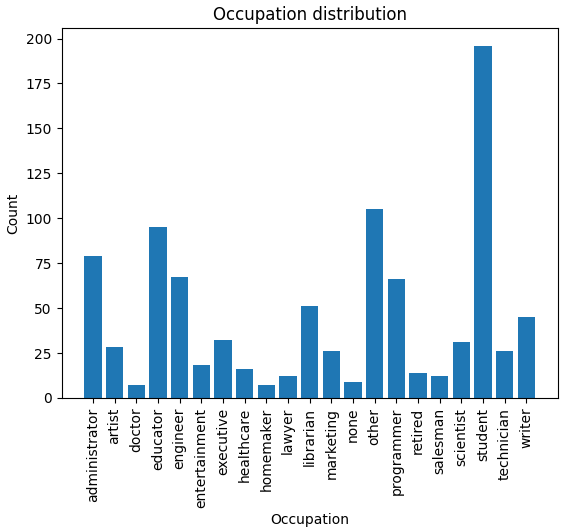 Occupation distribution
200
175
150
125
100
75
50
25
0
Count
administrator
artist
doctor
educator
engineer
entertainment
executive
healthcare
homemaker
lawyer
librarian
marketing
none
other
programmer
retired
salesman
scientist
student
technician
writer
Occupation